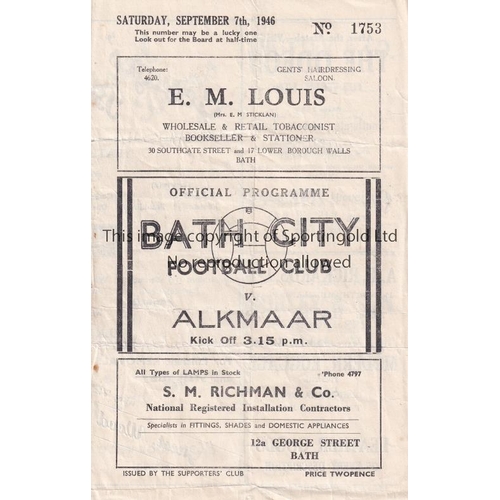 SATURDAY, SEPTEMBER 7th, 1946
No 1753
This number may be a lucky one
Look out for the Board at half-time
Telephone:
4620.
GENTS' HAIRDRESSING
SALOON.
E. M. LOUIS
(Mrs. E. M STICKLAN)
WHOLESALE & RETAIL TOBACCONIST
BOOKSELLER & STATIONER
30 SOUTHGATE STREET and 17 LOWER BOROUGH WALLS
BATH
OFFICIAL PROGRAMME
BATH CITY
This image is copyright of Sportingold Ltd.
FOOTBALL CLUB
No reproduction is allowed
v.
ALKMAAR
Kick Off 3.15 p.m.
All Types of LAMPS in Stock
'Phone 4797
S. M. RICHMAN & Co.
National Registered Installation Contractors
Specialists in FITTINGS, SHADES and DOMESTIC APPLIANCES
12a GEORGE STREET
BATH
ISSUED BY THE SUPPORTERS' CLUB
PRICE TWOPENCE